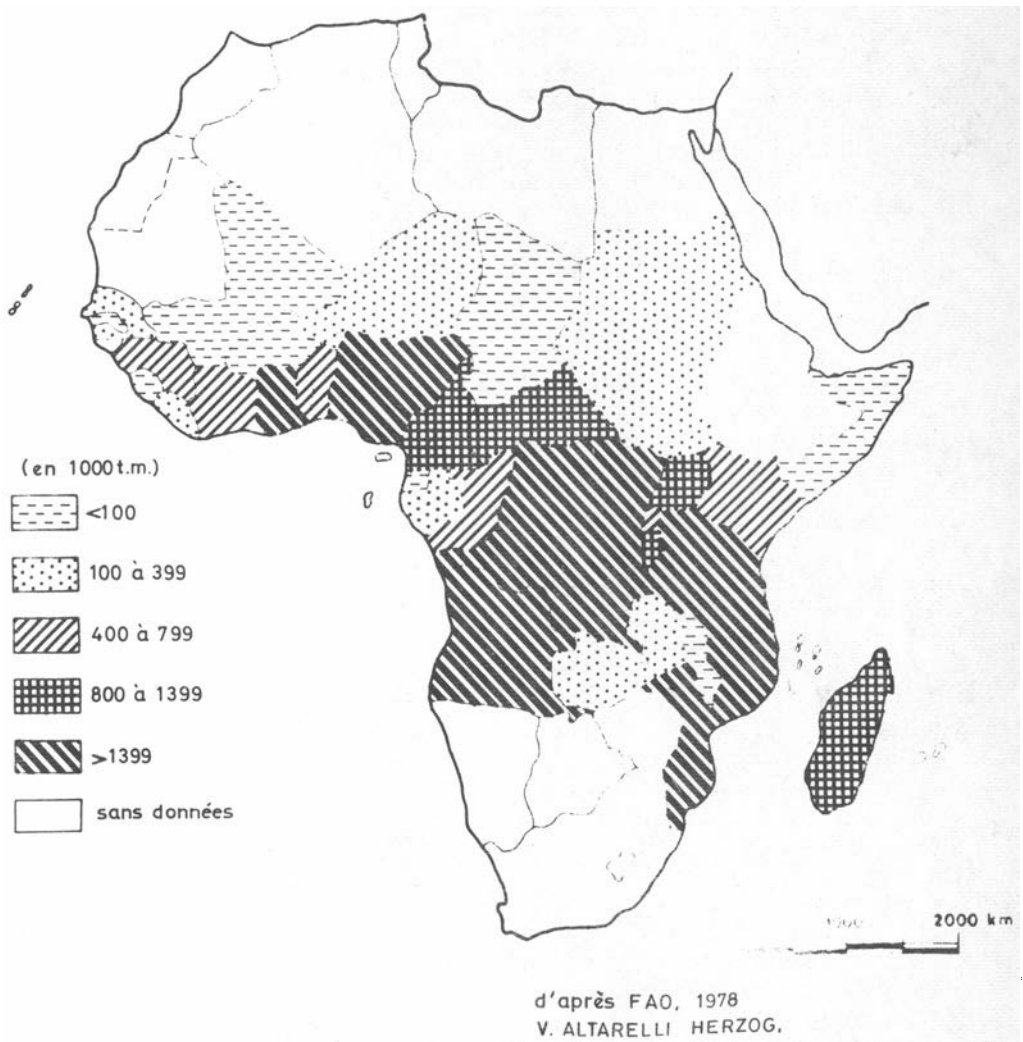 (en 1000 t.m.)
<100
100 à 399
400 à 799
800 à 1399
>1399
sans données
2000 km
d'après FAO, 1978
V. ALTARELLI HERZOG,